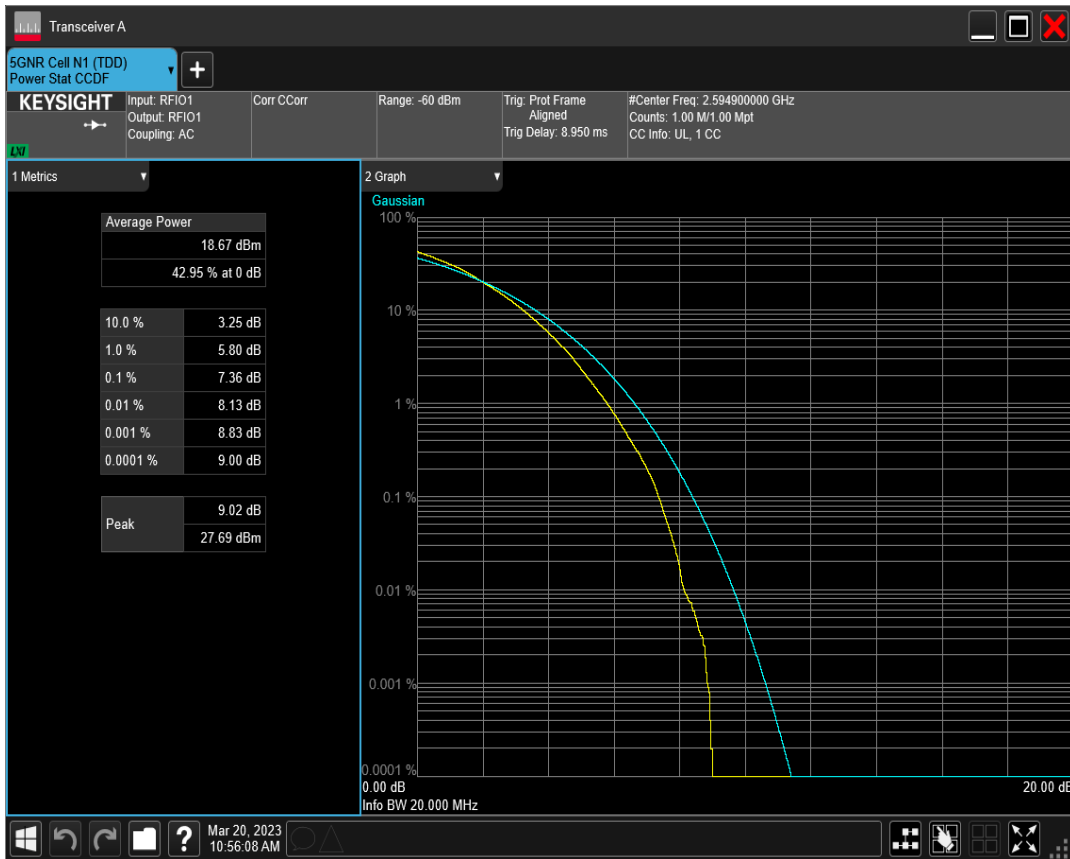 Transceiver A
5GNR Cell N1 (TDD)
Power Stat CCDF
KEYSIGHT
LXI
Input: RFIO1
Output: RFIO1
Coupling: AC
Corr CCorr
Range: -60 dBm
Trig: Prot Frame
Aligned
Trig Delay: 8.950 ms
#Center Freq: 2.594900000 GHz
Counts: 1.00 M/1.00 Mpt
CC Info: UL, 1 CC
1 Metrics
Average Power
18.67 dBm
42.95 % at 0 dB
10.0 % 3.25 dB
1.0 % 5.80 dB
0.1 % 7.36 dB
0.01 % 8.13 dB
0.001 % 8.83 dB
0.0001 % 9.00 dB
Peak 9.02 dB
27.69 dBm
2 Graph
Gaussian
100 %
10 %
1 %
0.1 %
0.01 %
0.001 %
0.0001 %
0.00 dB 20.00 dB
Info BW 20.000 MHz
?
Mar 20, 2023
10:56:08 AM